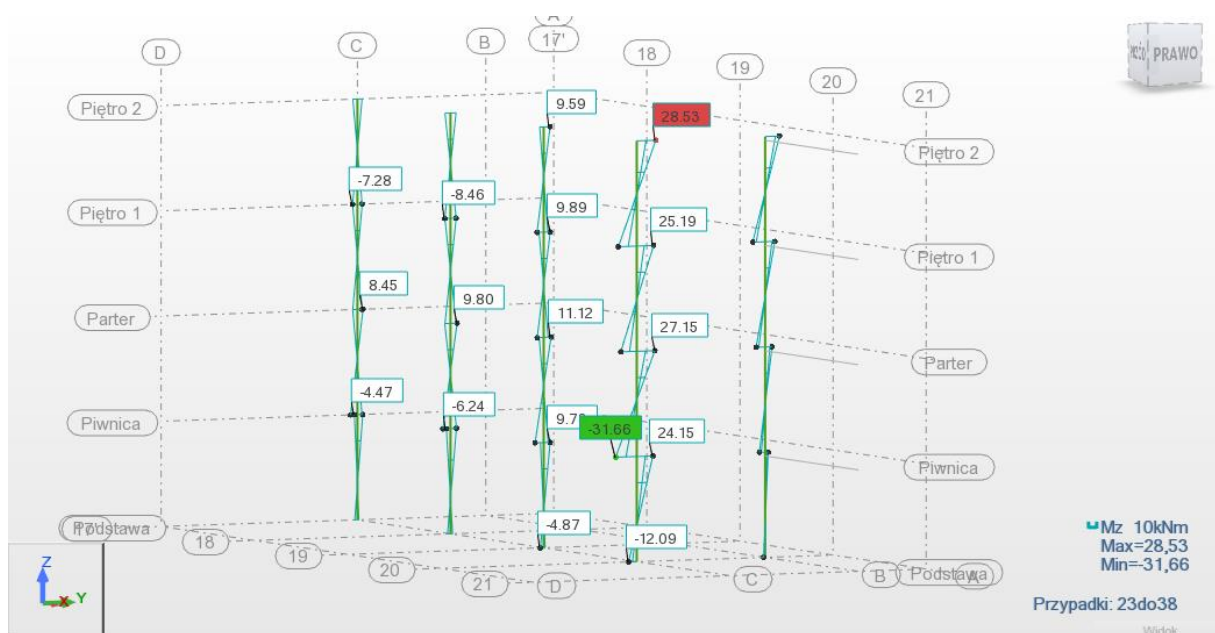 A
D
C
B
17'
18
19
20
21
PRAWO
Piętro 2
9.59
28.53
Piętro 2
-7.28
-8.46
Piętro 1
9.89
25.19
Piętro 1
8.45
9.80
11.12
27.15
Parter
Parter
-4.47
-6.24
Piwnica
-31.66
24.15
Piwnica
Podstawa
-4.87
-12.09
18
19
20
21
D
C
B
Podstawa
A
Mz 10kNm
Max=28,53
Min=-31,66
Przypadki: 23do38
Z
X
Y
Widok